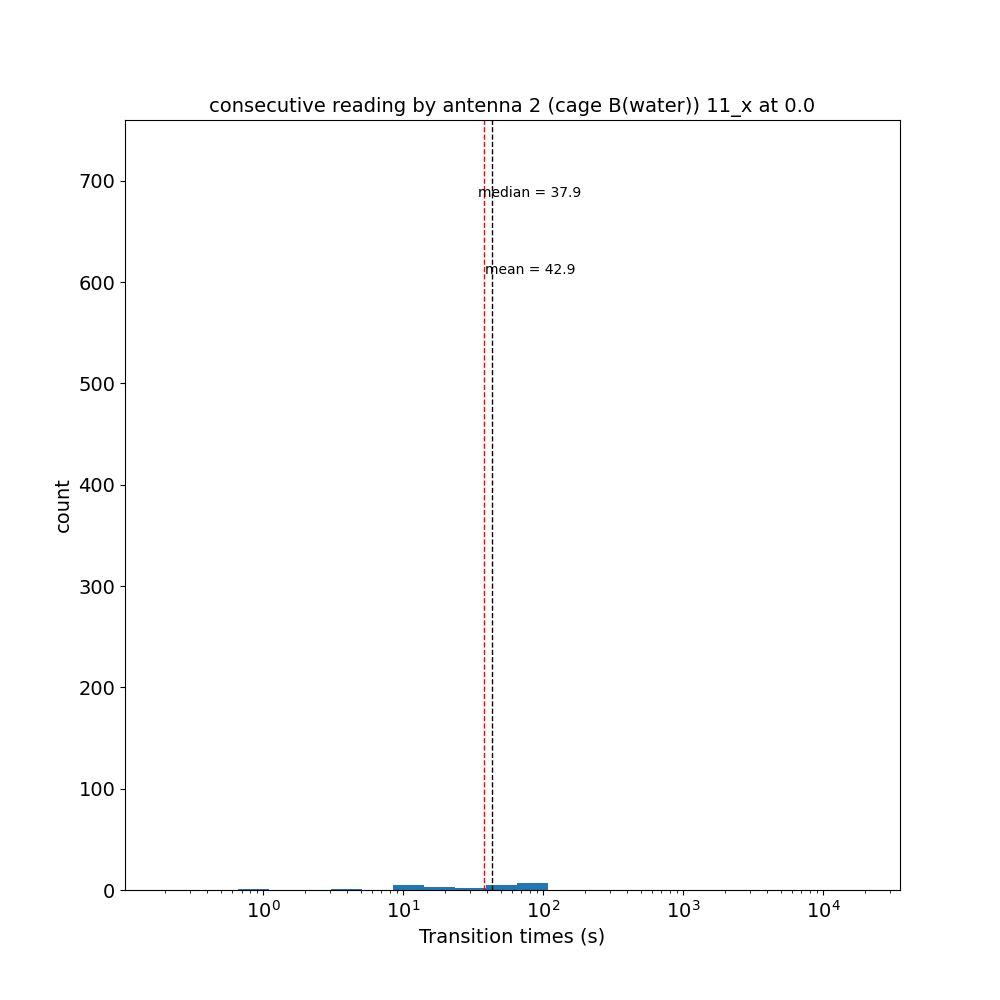 consecutive reading by antenna 2 (cage B(water)) 11_x at 0.0
700
median = 37.9
mean = 42.9
600
500
400
count
300
200
100
0
10⁰ 10¹ 10² 10³ 10⁴
Transition times (s)